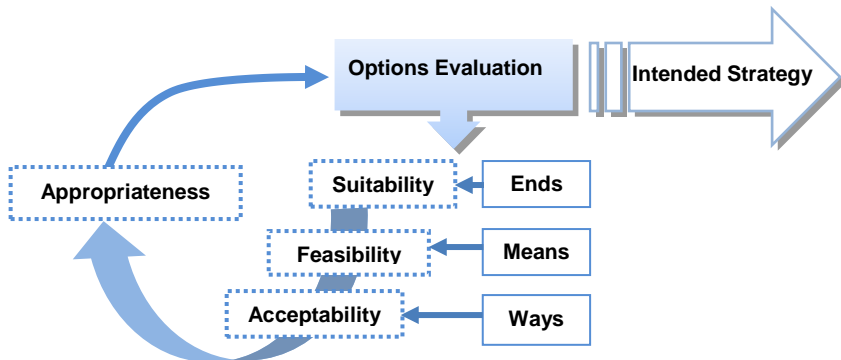 Options Evaluation
Intended Strategy
Appropriateness
Suitability
Ends
Feasibility
Means
Acceptability
Ways